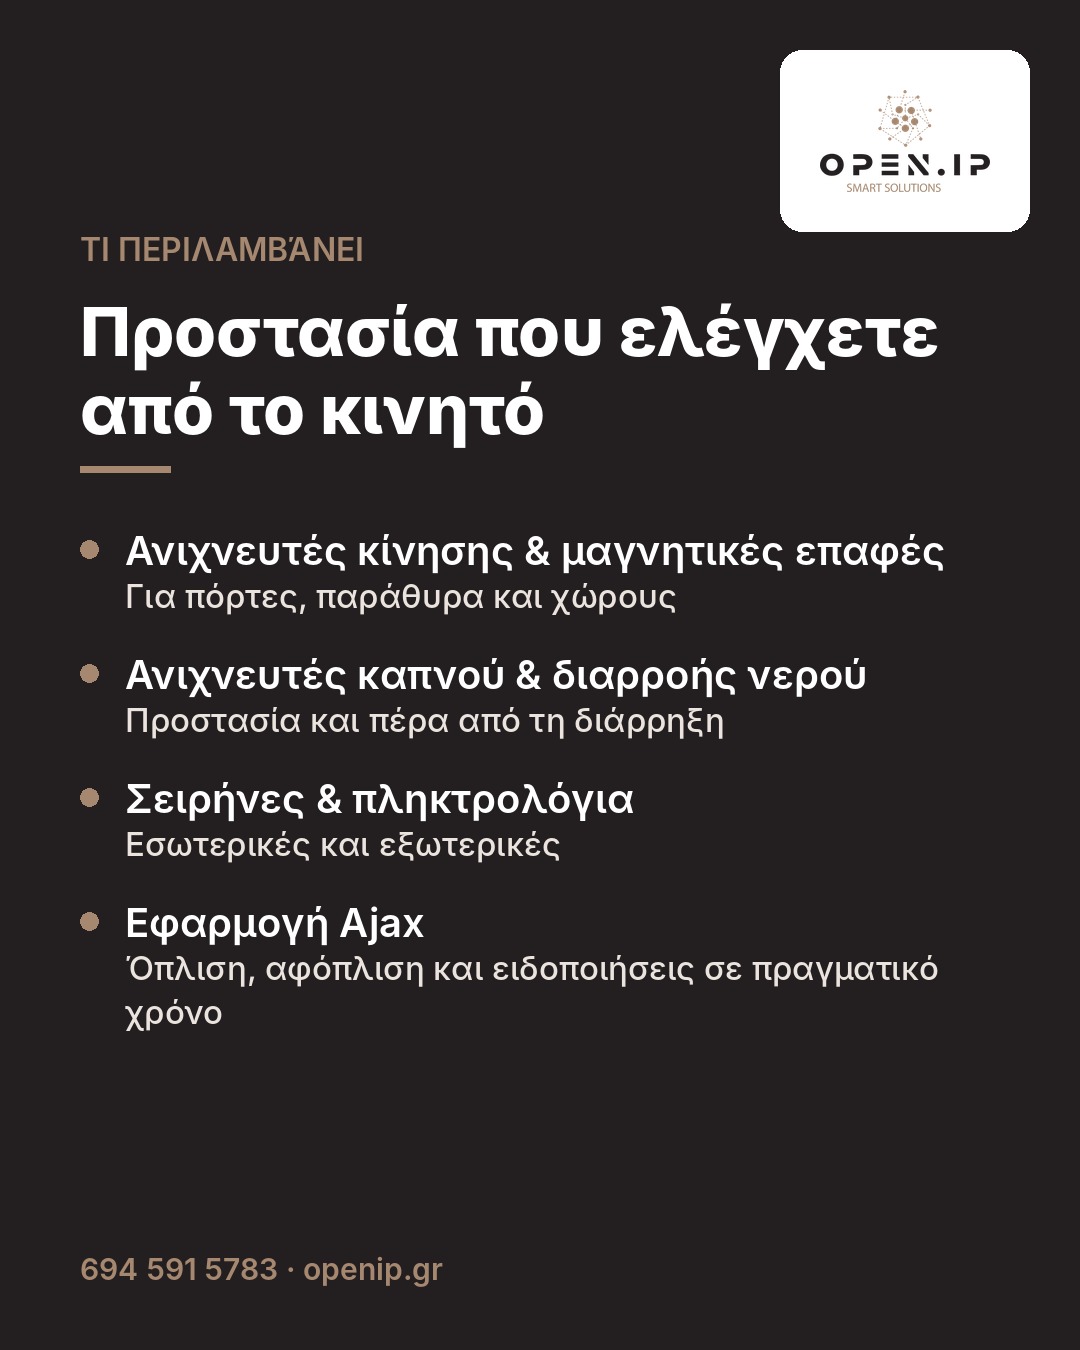 OPEN.IP
SMART SOLUTIONS
ΤΙ ΠΕΡΙΛΑΜΒΆΝΕΙ
Προστασία που ελέγχετε
από το κινητό
Ανιχνευτές κίνησης & μαγνητικές επαφές
Για πόρτες, παράθυρα και χώρους
Ανιχνευτές καπνού & διαρροής νερού
Προστασία και πέρα από τη διάρρηξη
Σειρήνες & πληκτρολόγια
Εσωτερικές και εξωτερικές
Εφαρμογή Ajax
Όπλιση, αφόπλιση και ειδοποιήσεις σε πραγματικό
χρόνο
694 591 5783 · openip.gr